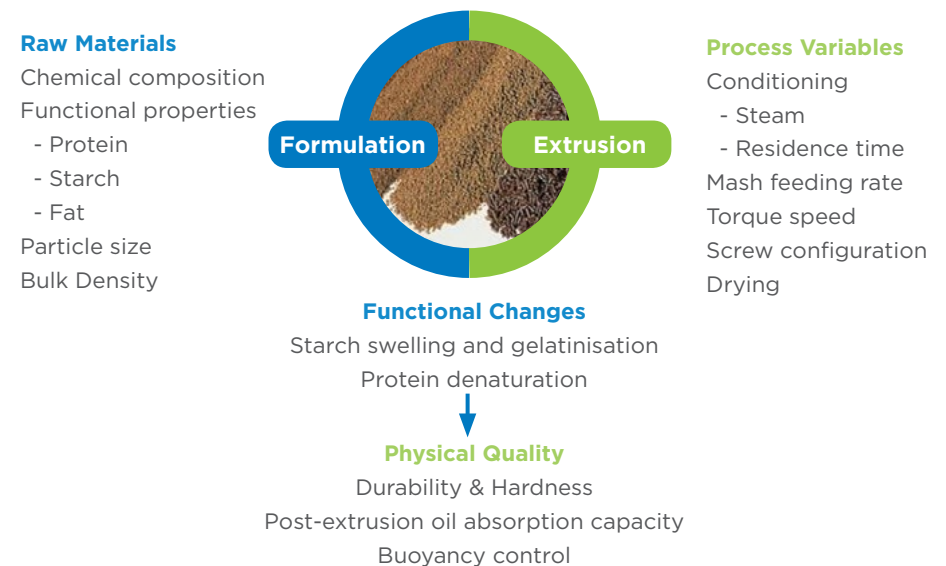 Raw Materials
Chemical composition
Functional properties
- Protein
- Starch
- Fat
Particle size
Bulk Density
Formulation
Extrusion
Process Variables
Conditioning
- Steam
- Residence time
Mash feeding rate
Torque speed
Screw configuration
Drying
Functional Changes
Starch swelling and gelatinisation
Protein denaturation
Physical Quality
Durability & Hardness
Post-extrusion oil absorption capacity
Buoyancy control